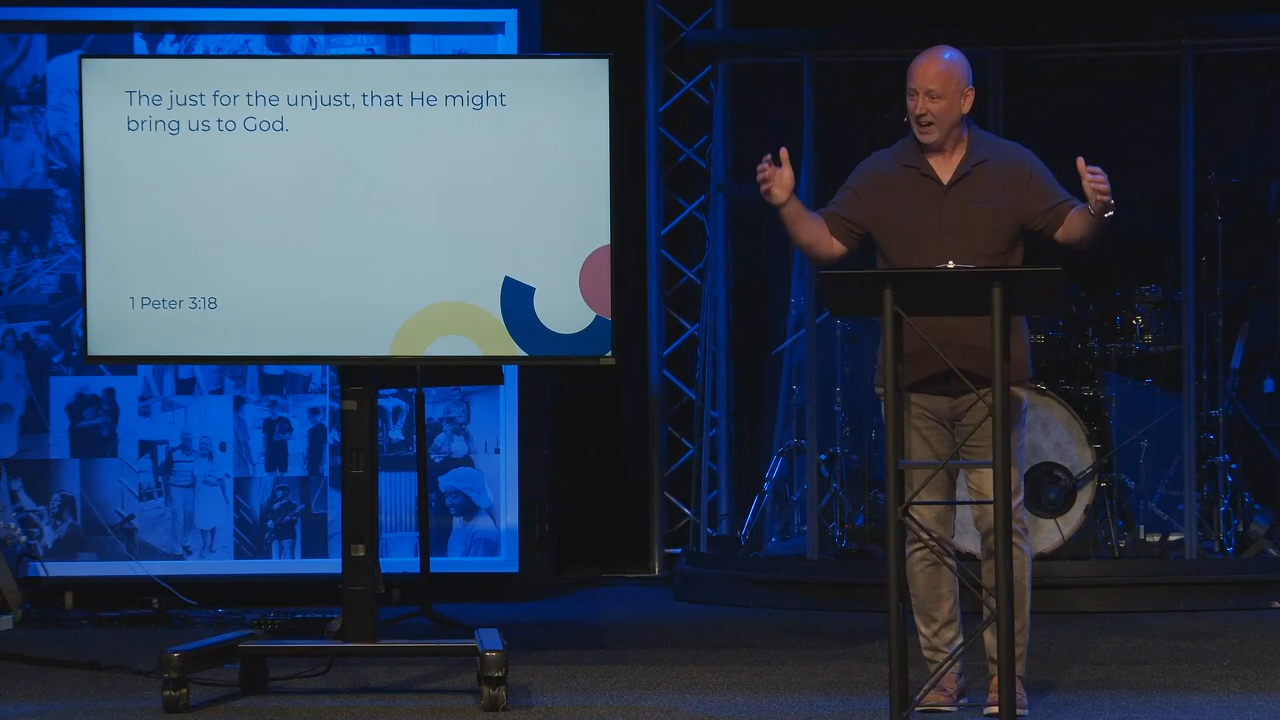 The just for the unjust, that He might
bring us to God.
1 Peter 3:18